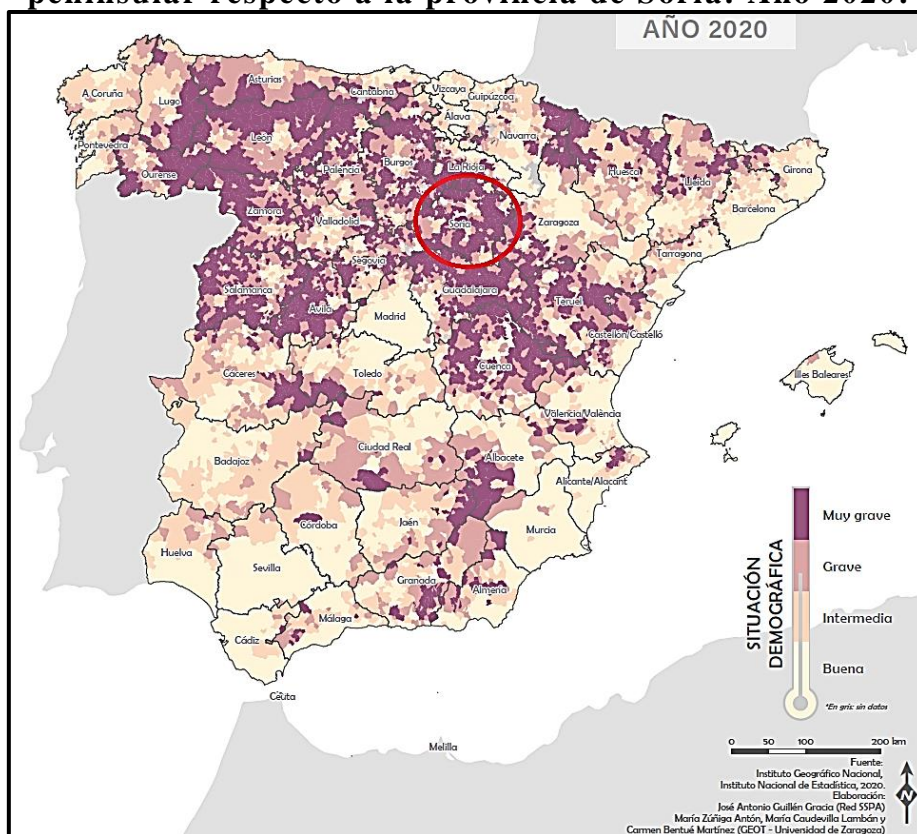 peninsular respecto a la provincia de Soria. Año 2020.
AÑO 2020
A Coruña
Lugo
Asturias
Cantabria
Vizcaya
Guipúzcoa
Álava
Navarra
Pontevedra
Ourense
León
Palencia
Burgos
La Rioja
Huesca
Lleida
Girona
Barcelona
Zamora
Valladolid
Soria
Zaragoza
Tarragona
Segovia
Salamanca
Ávila
Guadalajara
Madrid
Teruel
Castellón/Castelló
Cáceres
Toledo
Cuenca
Illes Balears
Valencia/València
Badajoz
Ciudad Real
Albacete
Alicante/Alacant
Córdoba
Jaén
Murcia
Huelva
Sevilla
Granada
Almería
Málaga
Cádiz
Ceuta
Melilla
SITUACIÓN
DEMOGRÁFICA
Muy grave
Grave
Intermedia
Buena
*En gris: sin datos
0 50 100 200 km
Fuente:
Instituto Geográfico Nacional,
Instituto Nacional de Estadística, 2020.
Elaboración:
José Antonio Guillén Gracia (Red SSPA)
María Zúñiga Antón, María Caudevilla Lambán y
Carmen Bentué Martínez (GEOT - Universidad de Zaragoza)
N